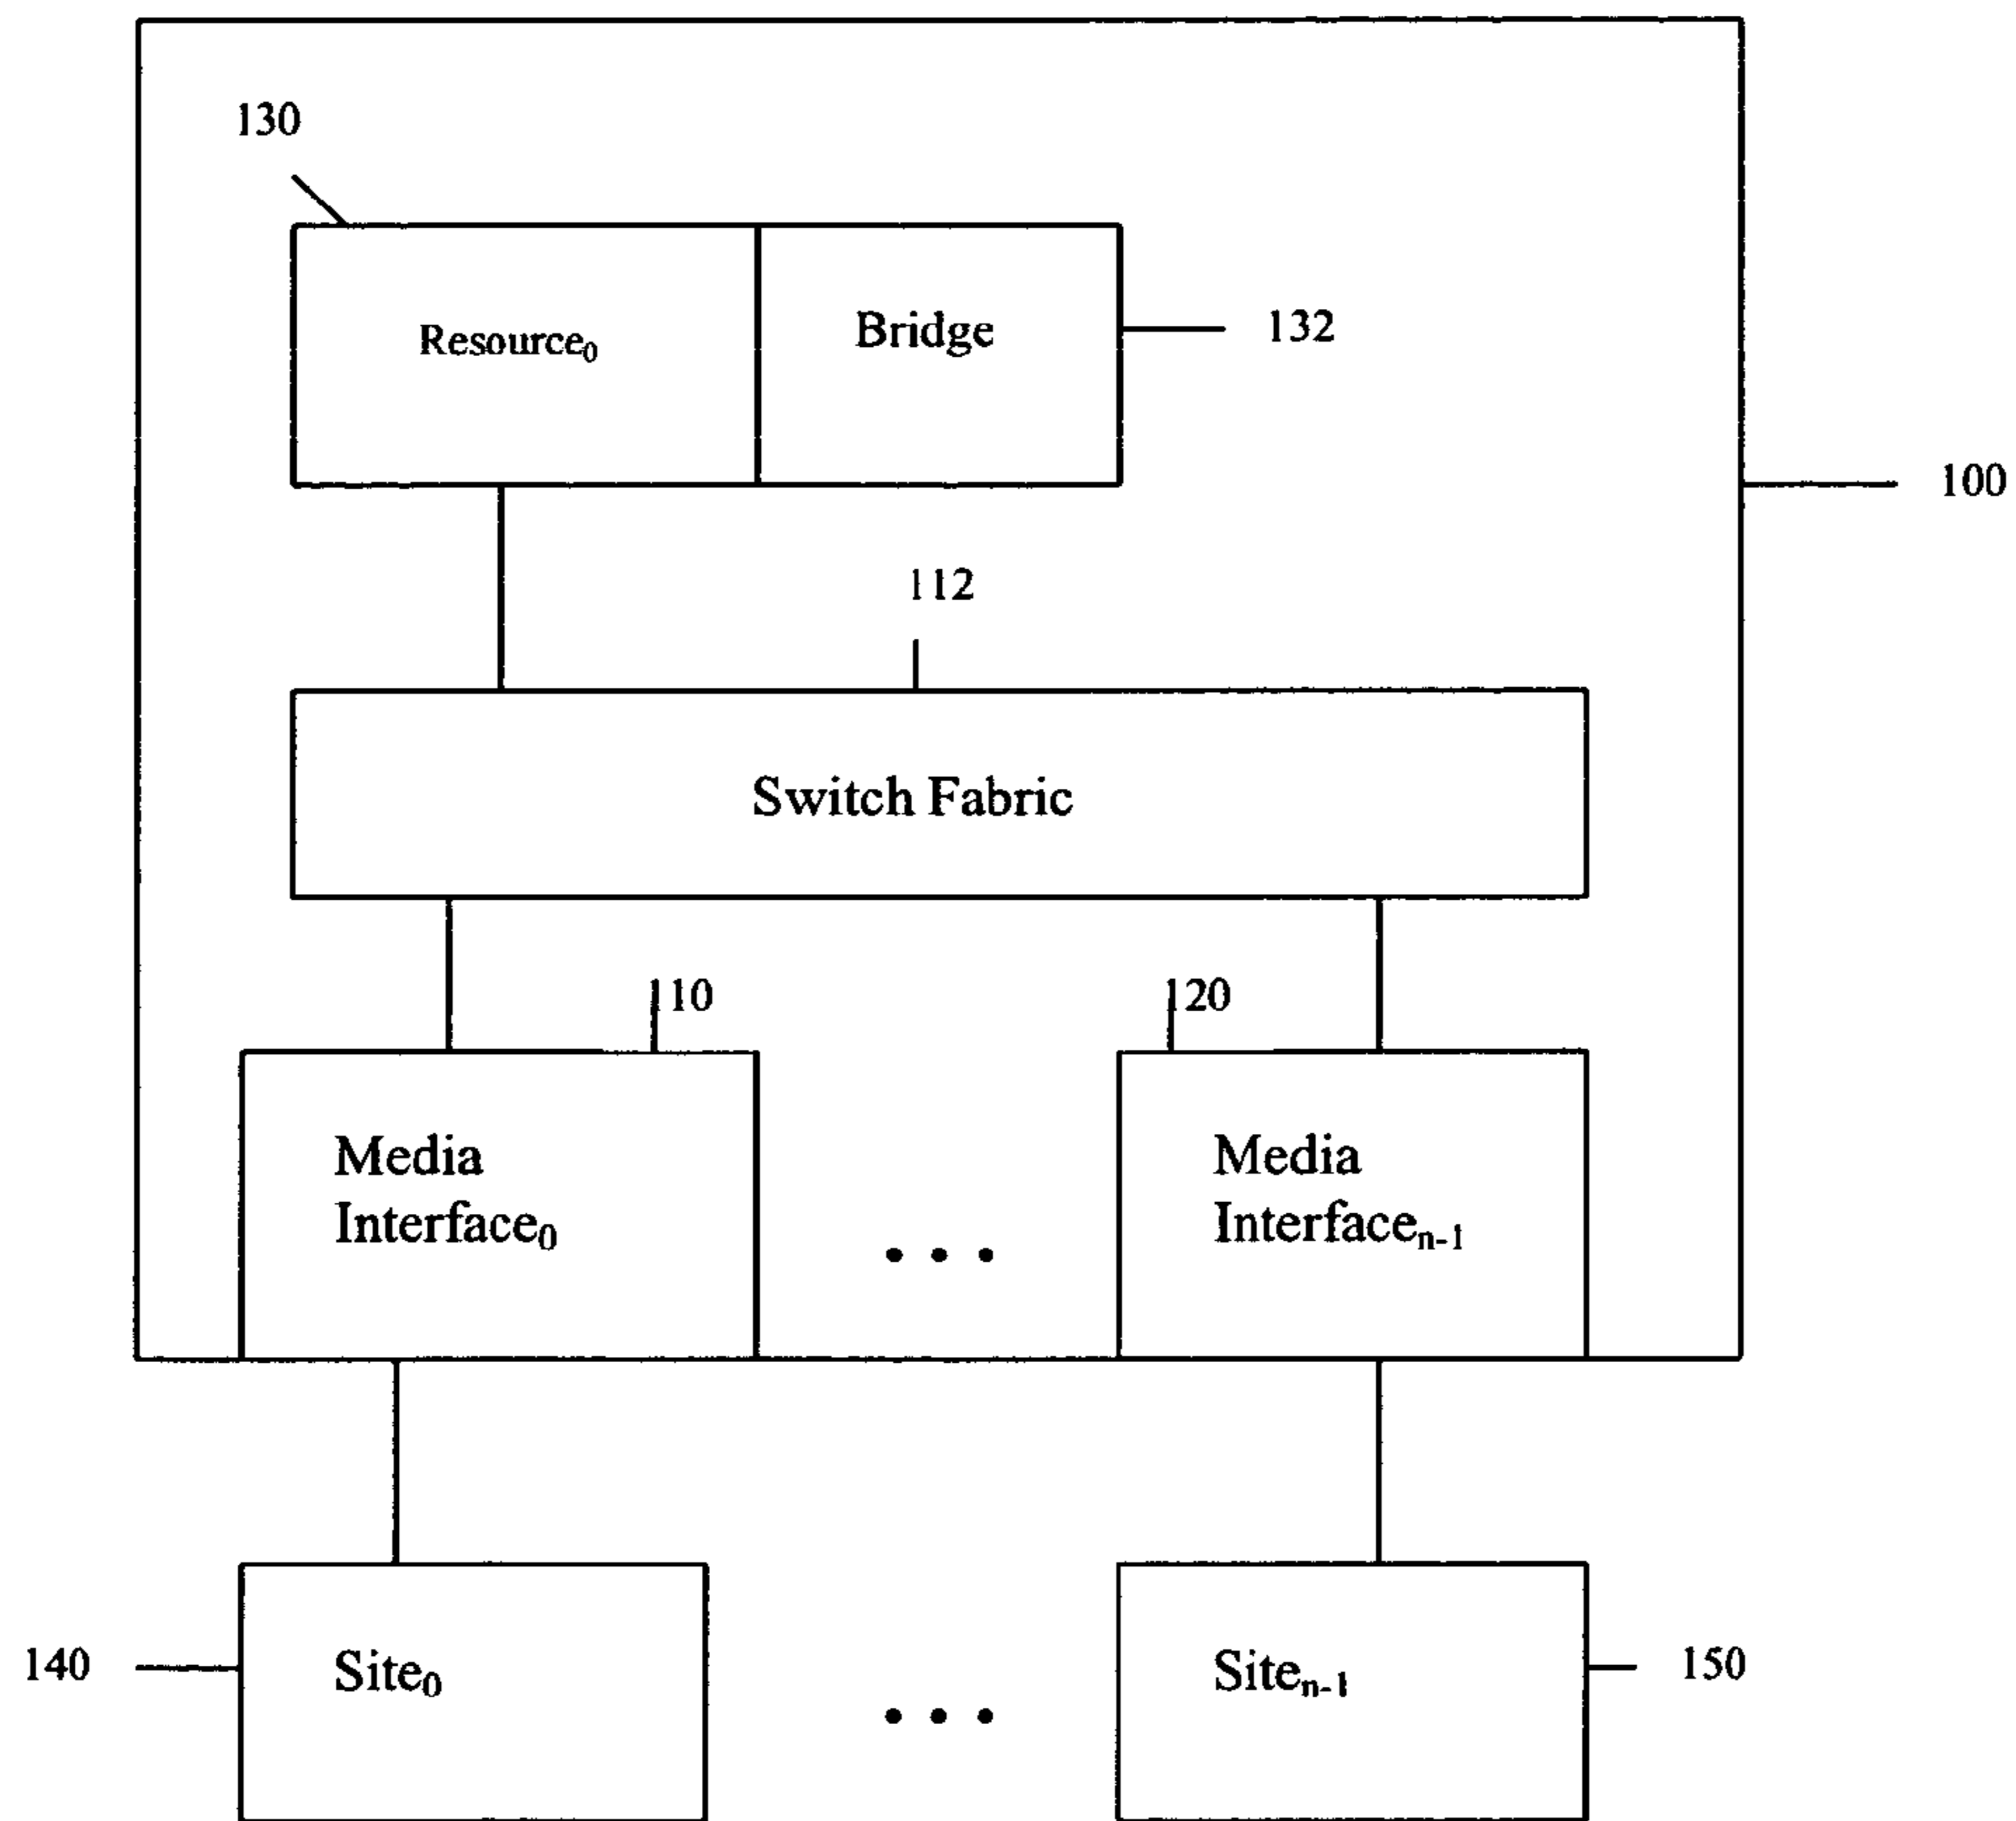 130
Resource₀
Bridge
132
100
112
Switch Fabric
110
120
Media
Interface₀
Media
Interfaceₙ₋₁
...
140
Site₀
Siteₙ₋₁
150
...